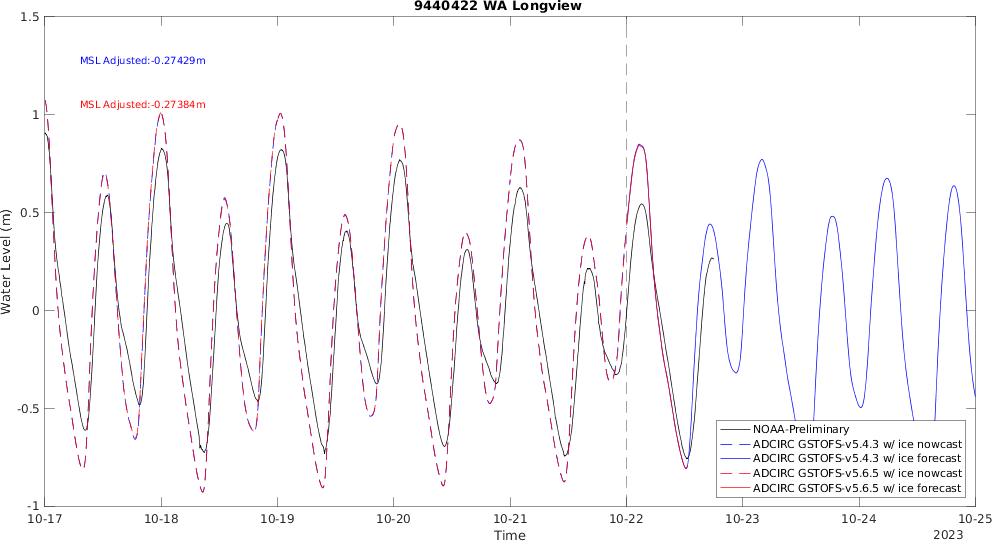 9440422 WA Longview
MSL Adjusted:-0.27429m
MSL Adjusted:-0.27384m
Water Level (m)
1.5
1
0.5
0
-0.5
-1
NOAA-Preliminary
ADCIRC GSTOFS-v5.4.3 w/ ice nowcast
ADCIRC GSTOFS-v5.4.3 w/ ice forecast
ADCIRC GSTOFS-v5.6.5 w/ ice nowcast
ADCIRC GSTOFS-v5.6.5 w/ ice forecast
10-17 10-18 10-19 10-20 10-21 10-22 10-23 10-24 10-25
Time
2023